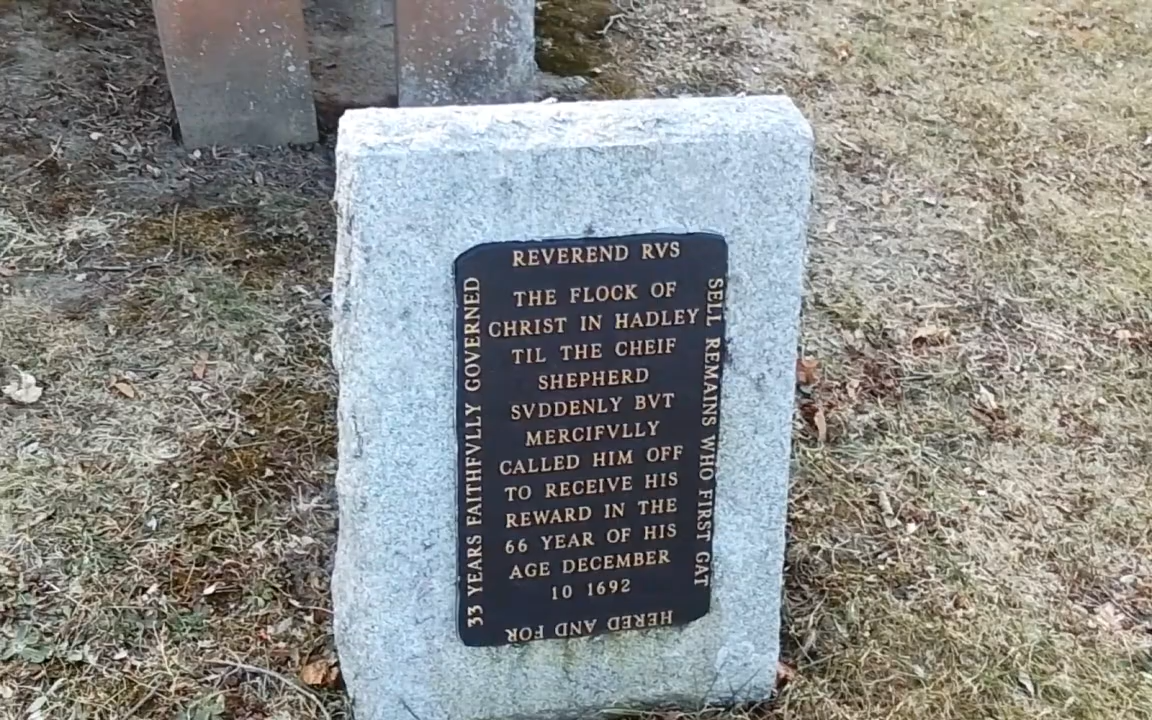 REVEREND RVS
SELL REMAINS WHO FIRST GAT
HERED AND FOR
33 YEARS FAITHFVLLY GOVERNED
THE FLOCK OF
CHRIST IN HADLEY
TIL THE CHEIF
SHEPHERD
SVDDENLY BVT
MERCIFVLLY
CALLED HIM OFF
TO RECEIVE HIS
REWARD IN THE
66 YEAR OF HIS
AGE DECEMBER
10 1692